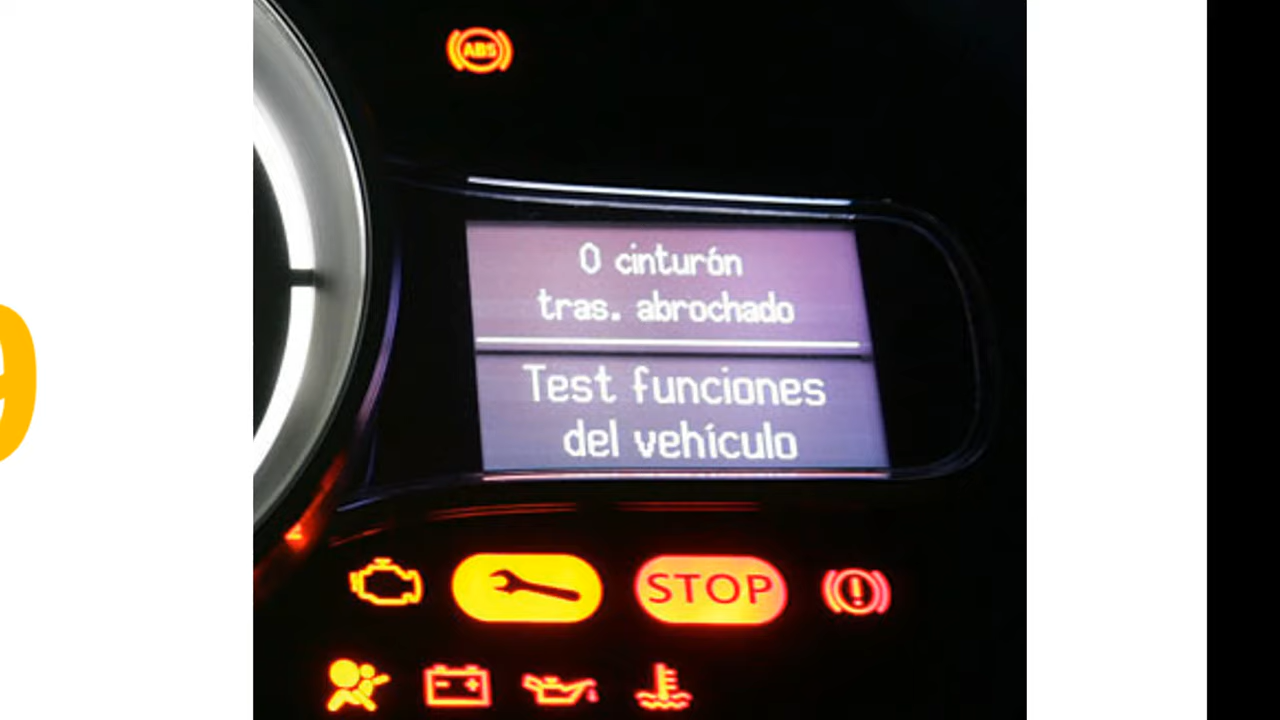 ABS
0 cinturón
tras. abrochado
Test funciones
del vehículo
STOP